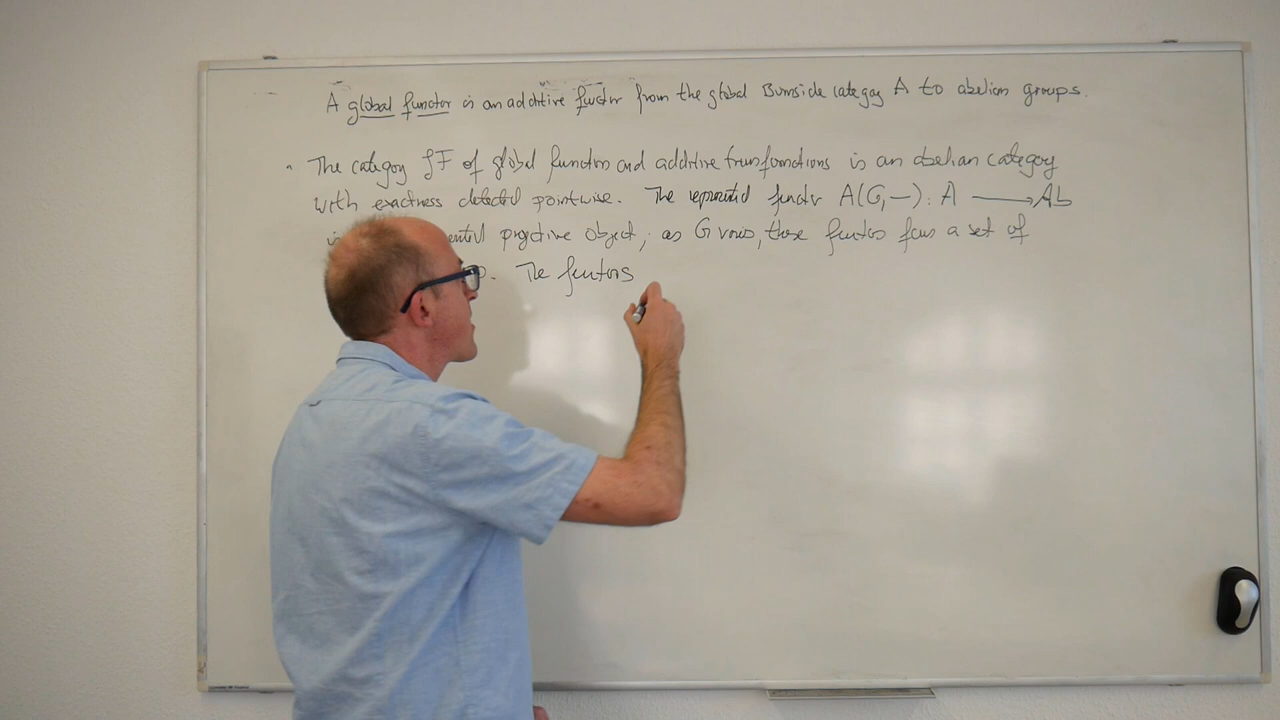 A global functor is an additive functor from the global Burnside category A to abelian groups.
The category GF of global functors and additive transformations is an abelian category
with exactness detected pointwise. The represented functor A(G,-): A → Ab
projective object; as G varies, these functors form a set of
The functors